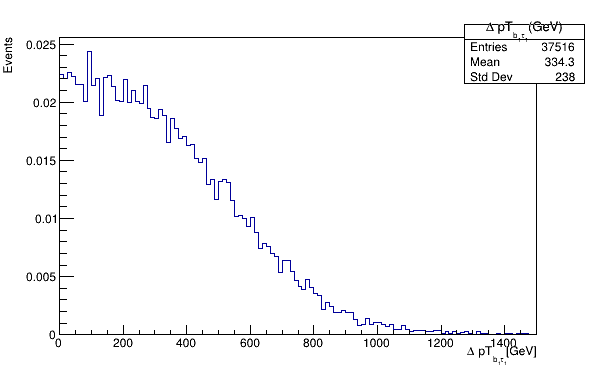 Δ pT_{b_1τ_1}(GeV)
Entries 37516
Mean 334.3
Std Dev 238
Events
0.025
0.02
0.015
0.01
0.005
0
0 200 400 600 800 1000 1200 1400
Δ pT_{b_1τ_1}[GeV]